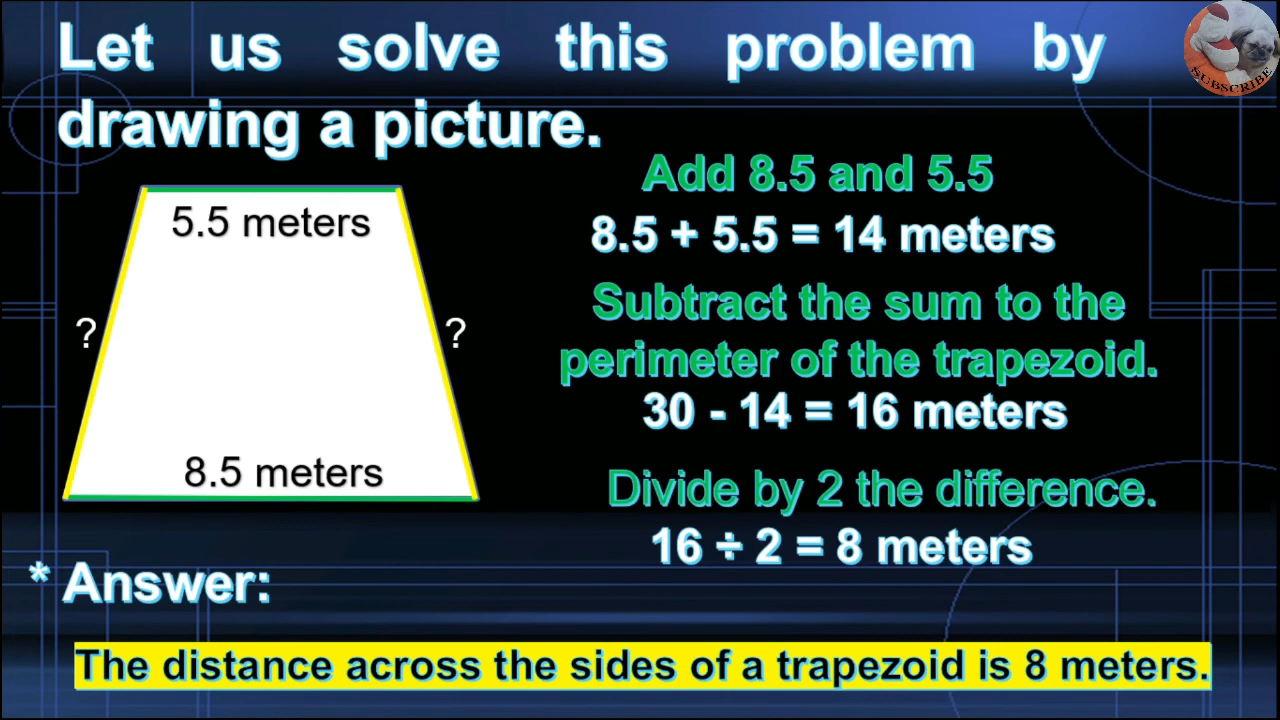 Let us solve this problem by
drawing a picture.
SUBSCRIBE
5.5 meters
?
?
8.5 meters
Add 8.5 and 5.5
8.5 + 5.5 = 14 meters
Subtract the sum to the
perimeter of the trapezoid.
30 - 14 = 16 meters
Divide by 2 the difference.
16 ÷ 2 = 8 meters
* Answer:
The distance across the sides of a trapezoid is 8 meters.